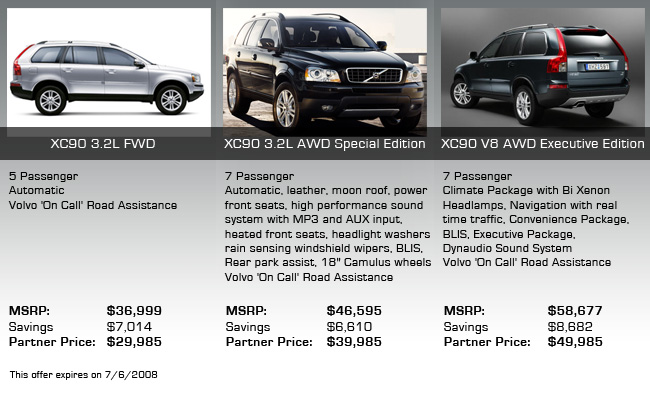 XC90 3.2L FWD
5 Passenger
Automatic
Volvo 'On Call' Road Assistance
MSRP: $36,999
Savings $7,014
Partner Price: $29,985
XC90 3.2L AWD Special Edition
7 Passenger
Automatic, leather, moon roof, power
front seats, high performance sound
system with MP3 and AUX input,
heated front seats, headlight washers
rain sensing windshield wipers, BLIS,
Rear park assist, 18" Camulus wheels
Volvo 'On Call' Road Assistance
MSRP: $46,595
Savings $6,610
Partner Price: $39,985
XC90 V8 AWD Executive Edition
7 Passenger
Climate Package with Bi Xenon
Headlamps, Navigation with real
time traffic, Convenience Package,
BLIS, Executive Package,
Dynaudio Sound System
Volvo 'On Call' Road Assistance
MSRP: $58,677
Savings $8,682
Partner Price: $49,985
This offer expires on 7/6/2008